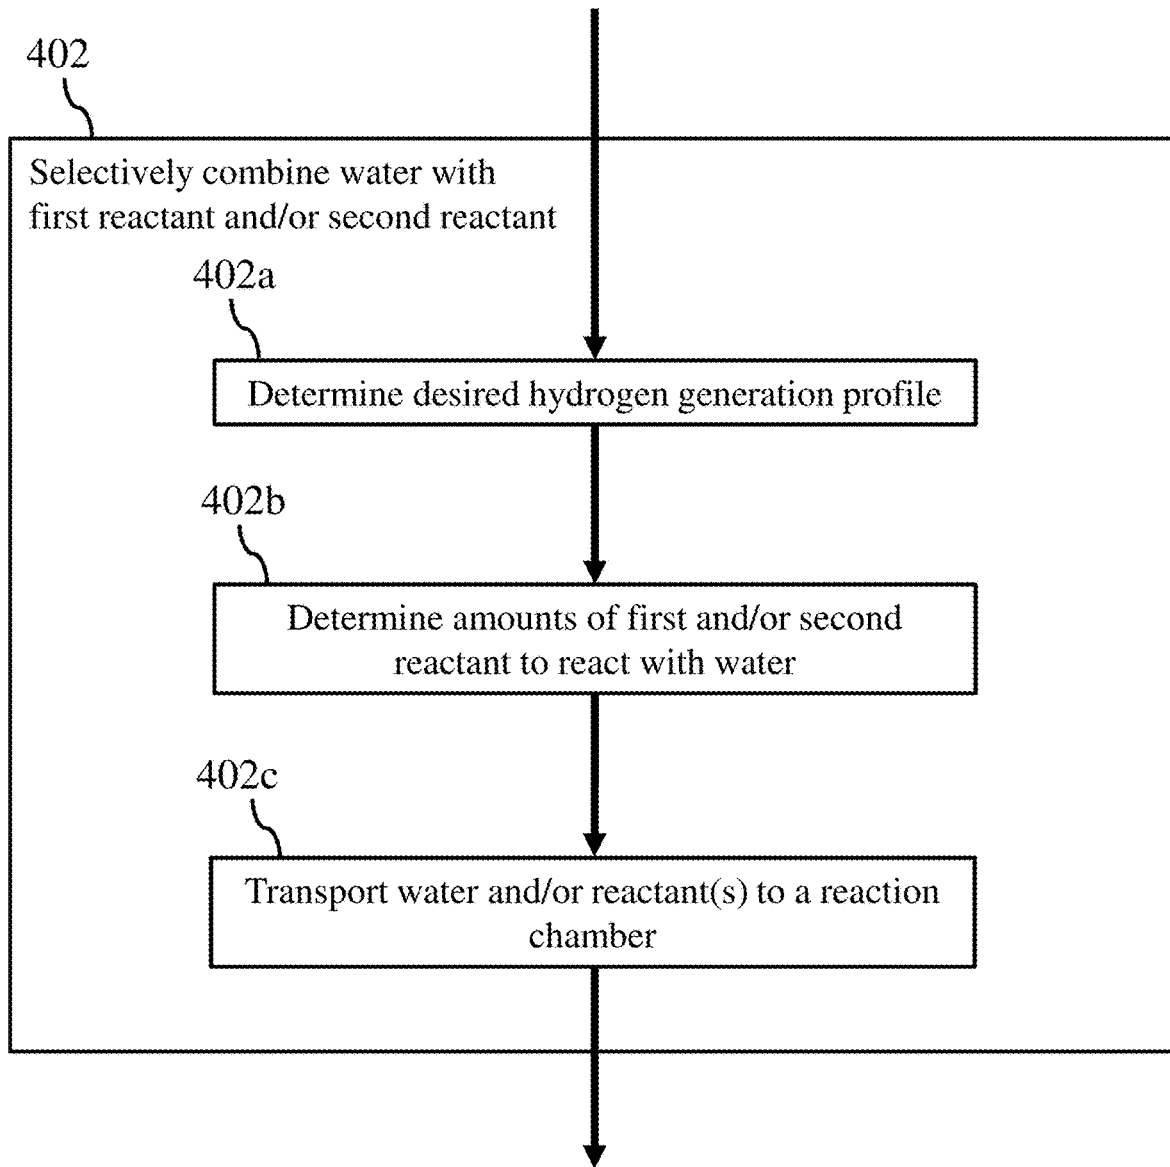 402
Selectively combine water with
first reactant and/or second reactant
402a
Determine desired hydrogen generation profile
402b
Determine amounts of first and/or second
reactant to react with water
402c
Transport water and/or reactant(s) to a reaction
chamber